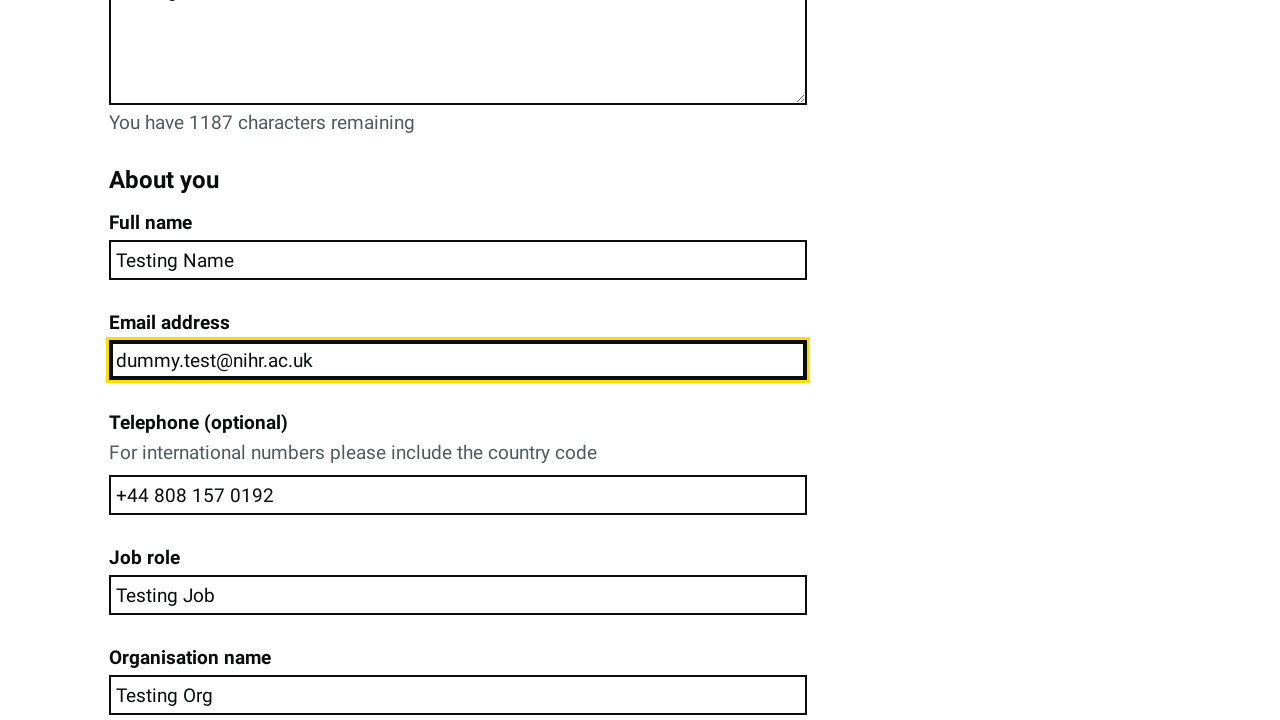 You have 1187 characters remaining
About you
Full name
Testing Name
Email address
dummy.test@nihr.ac.uk
Telephone (optional)
For international numbers please include the country code
+44 808 157 0192
Job role
Testing Job
Organisation name
Testing Org